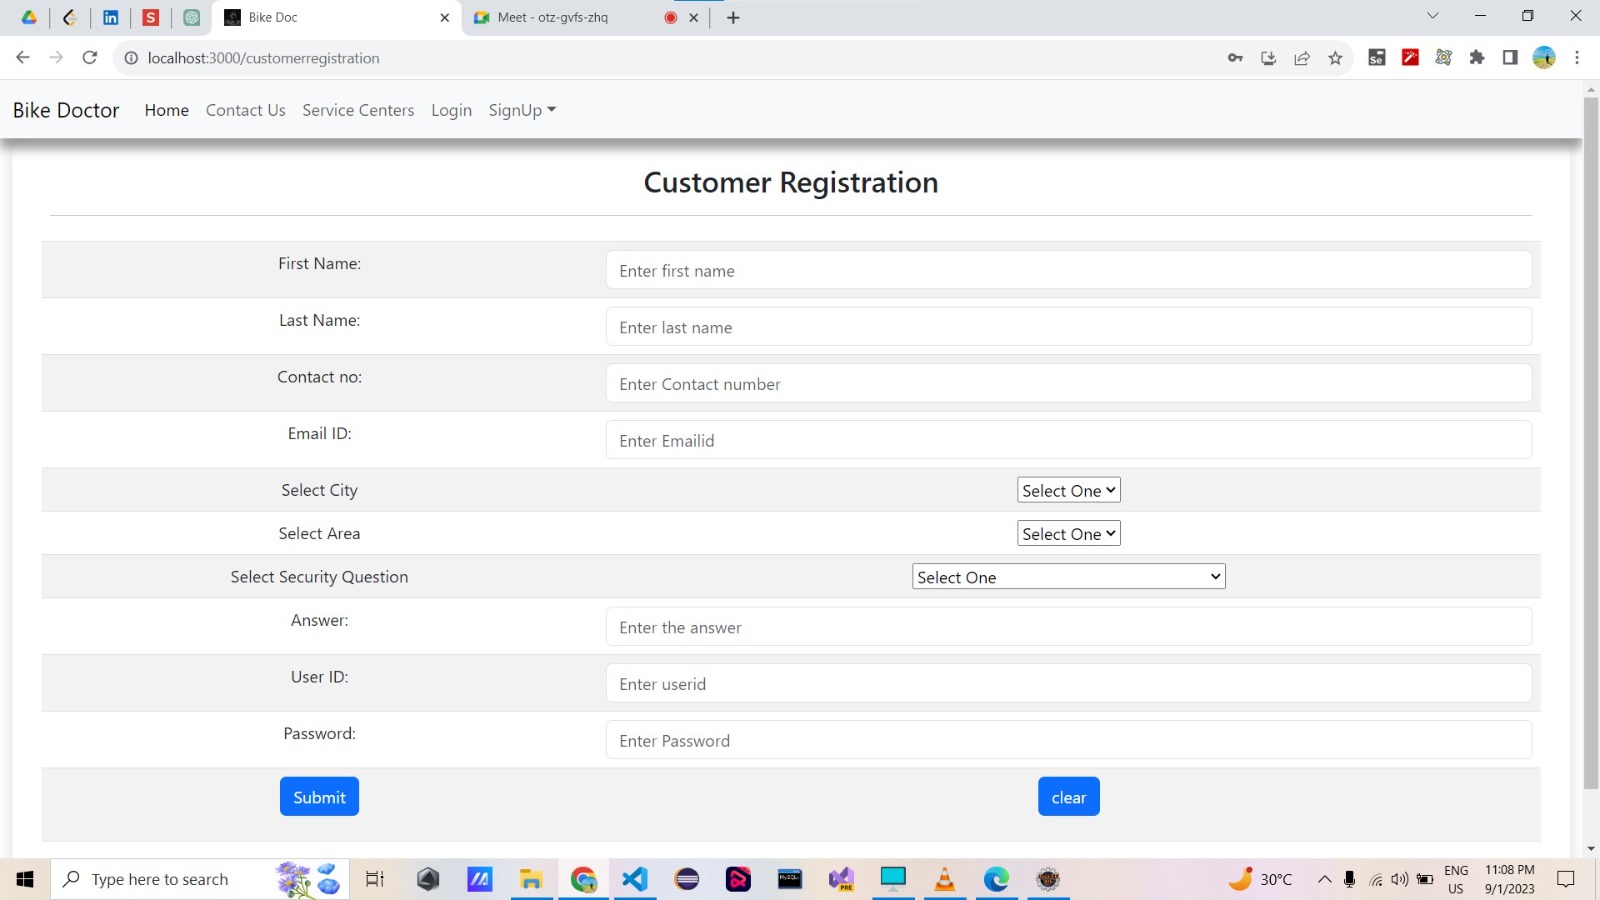 Bike Doc
Meet - otz-gvfs-zhq
localhost:3000/customerregistration
Bike Doctor Home Contact Us Service Centers Login SignUp
Customer Registration
First Name: Enter first name
Last Name: Enter last name
Contact no: Enter Contact number
Email ID: Enter Emailid
Select City Select One
Select Area Select One
Select Security Question Select One
Answer: Enter the answer
User ID: Enter userid
Password: Enter Password
Submit clear
Type here to search
30°C
ENG
US
11:08 PM
9/1/2023
in
S
Se
PRE
MySQL